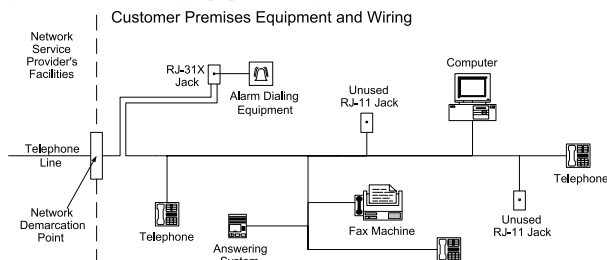 Customer Premises Equipment and Wiring
Network
Service
Provider's
Facilities
RJ-31X
Jack
Alarm Dialing
Equipment
Unused
RJ-11 Jack
Computer
Telephone
Line
Network
Demarcation
Point
Telephone
Answering
System
Fax Machine
Unused
RJ-11 Jack
Telephone